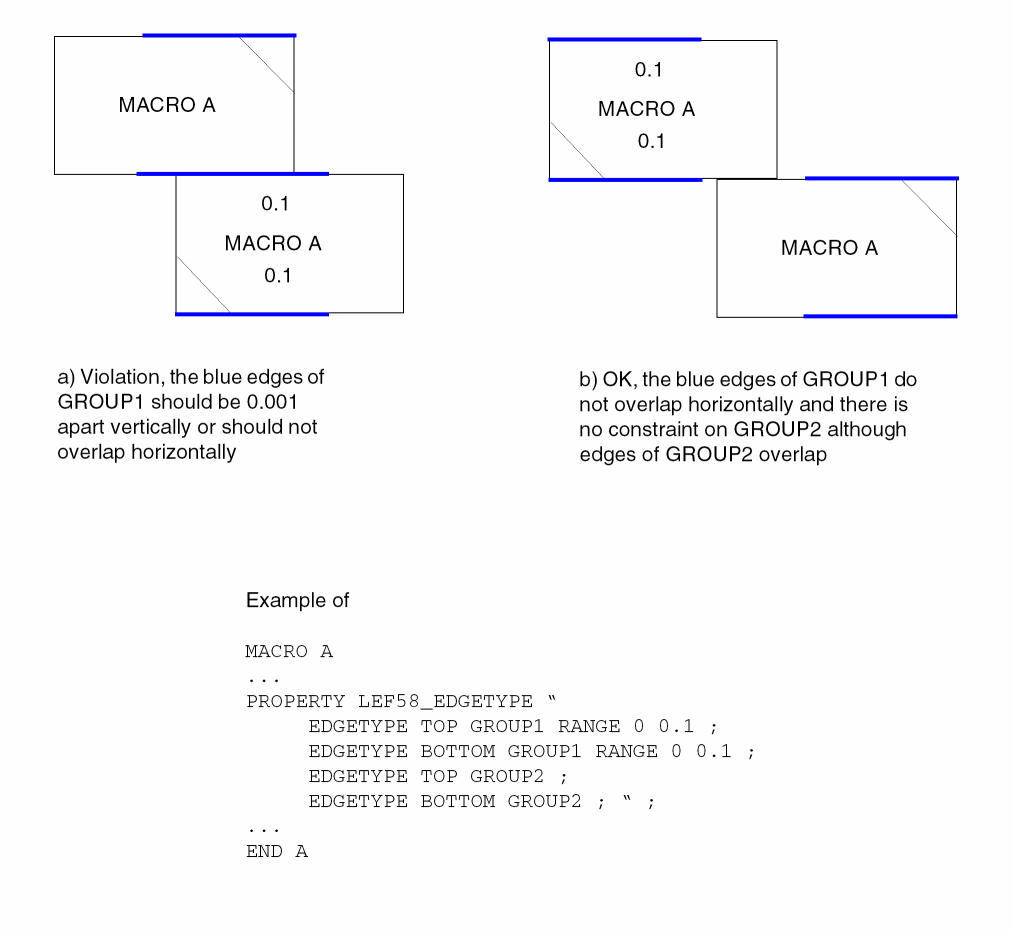 MACRO A
0.1
MACRO A
0.1
a) Violation, the blue edges of
GROUP1 should be 0.001
apart vertically or should not
overlap horizontally
0.1
MACRO A
0.1
MACRO A
b) OK, the blue edges of GROUP1 do
not overlap horizontally and there is
no constraint on GROUP2 although
edges of GROUP2 overlap
Example of
MACRO A
...
PROPERTY LEF58_EDGETYPE “
EDGETYPE TOP GROUP1 RANGE 0 0.1 ;
EDGETYPE BOTTOM GROUP1 RANGE 0 0.1 ;
EDGETYPE TOP GROUP2 ;
EDGETYPE BOTTOM GROUP2 ; “ ;
...
END A